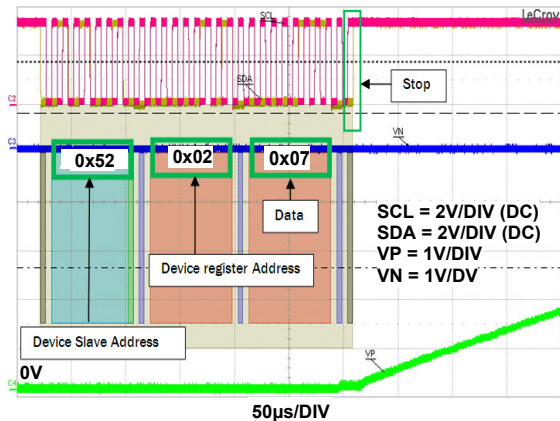 SCL
LeCroy
Stop
C2
SDA
C3
VN
0x52
0x02
0x07
Data
Device register Address
SCL = 2V/DIV (DC)
SDA = 2V/DIV (DC)
VP = 1V/DIV
VN = 1V/DV
Device Slave Address
0V
VP
C4
50µs/DIV